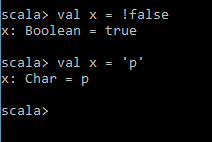 scala> val x = !false
x: Boolean = true
scala> val x = 'p'
x: Char = p
scala>